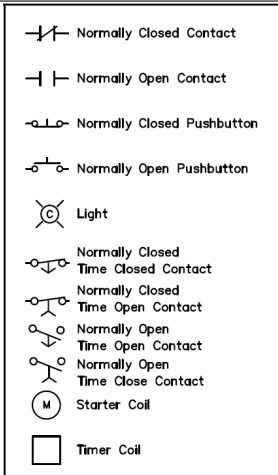 Normally Closed Contact
Normally Open Contact
Normally Closed Pushbutton
Normally Open Pushbutton
C
Light
Normally Closed
Time Closed Contact
Normally Closed
Time Open Contact
Normally Open
Time Open Contact
Normally Open
Time Close Contact
M
Starter Coil
Timer Coil